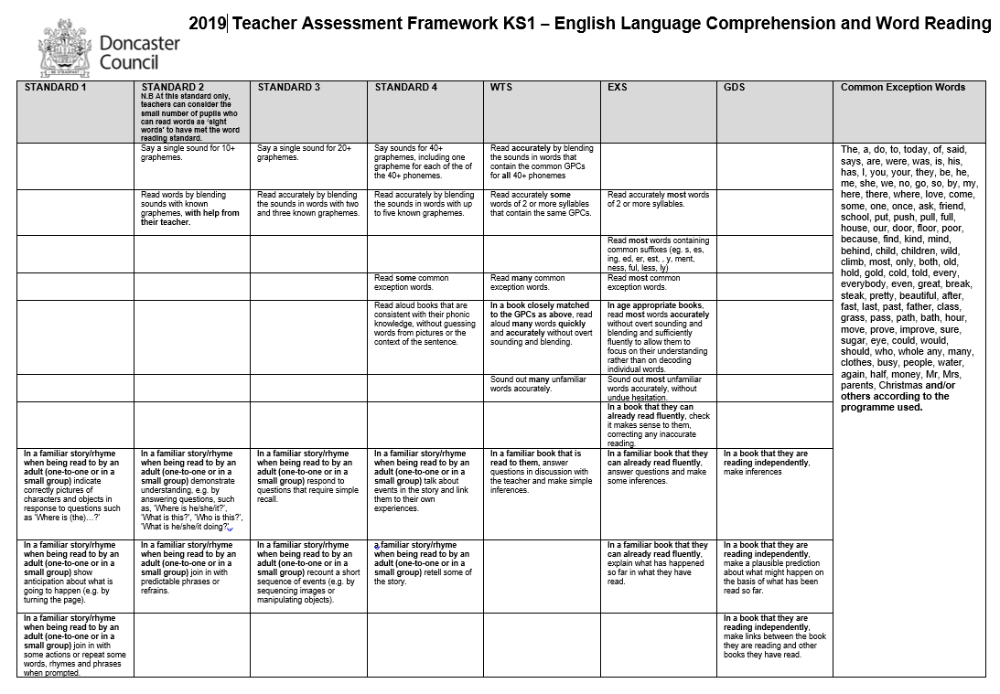 2019 Teacher Assessment Framework KS1 – English Language Comprehension and Word Reading
Doncaster
Council
STANDARD 1
STANDARD 2
N.B At this standard only,
teachers can consider the
small number of pupils who
can read words as 'sight
words' to have met the word
reading standard.
STANDARD 3
STANDARD 4
WTS
EXS
GDS
Common Exception Words
Say a single sound for 10+
graphemes.
Say a single sound for 20+
graphemes.
Say sounds for 40+
graphemes, including one
grapheme for each of the of
the 40+ phonemes.
Read accurately by blending
the sounds in words that
contain the common GPCs
for all 40+ phonemes
The, a, do, to, today, of, said,
says, are, were, was, is, his,
has, I, you, your, they, be, he,
me, she, we, no, go, so, by, my,
here, there, where, love, come,
some, one, once, ask, friend,
school, put, push, pull, full,
house, our, door, floor, poor,
because, find, kind, mind,
behind, child, children, wild,
climb, most, only, both, old,
hold, gold, cold, told, every,
everybody, even, great, break,
steak, pretty, beautiful, after,
fast, last, past, father, class,
grass, pass, path, bath, hour,
move, prove, improve, sure,
sugar, eye, could, would,
should, who, whole any, many,
clothes, busy, people, water,
again, half, money, Mr, Mrs,
parents, Christmas and/or
others according to the
programme used.
Read words by blending
sounds with known
graphemes, with help from
their teacher.
Read accurately by blending
the sounds in words with two
and three known graphemes.
Read accurately by blending
the sounds in words with up
to five known graphemes.
Read accurately some
words of 2 or more syllables
that contain the same GPCs.
Read accurately most words
of 2 or more syllables.
Read most words containing
common suffixes (eg. s, es,
ing, ed, er, est, , y, ment,
ness, ful, less, ly)
Read some common
exception words.
Read many common
exception words.
Read most common
exception words.
Read aloud books that are
consistent with their phonic
knowledge, without guessing
words from pictures or the
context of the sentence.
In a book closely matched
to the GPCs as above, read
aloud many words quickly
and accurately without overt
sounding and blending.
In age appropriate books,
read most words accurately
without overt sounding and
blending and sufficiently
fluently to allow them to
focus on their understanding
rather than on decoding
individual words.
Sound out many unfamiliar
words accurately.
Sound out most unfamiliar
words accurately, without
undue hesitation.
In a book that they can
already read fluently, check
it makes sense to them,
correcting any inaccurate
reading.
In a familiar story/rhyme
when being read to by an
adult (one-to-one or in a
small group) indicate
correctly pictures of
characters and objects in
response to questions such
as 'Where is (the)…?'
In a familiar story/rhyme
when being read to by an
adult (one-to-one or in a
small group) demonstrate
understanding, e.g. by
answering questions, such
as, 'Where is he/she/it?',
'What is this?', 'Who is this?',
'What is he/she/it doing?',
In a familiar story/rhyme
when being read to by an
adult (one-to-one or in a
small group) respond to
questions that require simple
recall.
In a familiar story/rhyme
when being read to by an
adult (one-to-one or in a
small group) talk about
events in the story and link
them to their own
experiences.
In a familiar book that is
read to them, answer
questions in discussion with
the teacher and make simple
inferences.
In a familiar book that they
can already read fluently,
answer questions and make
some inferences.
In a book that they are
reading independently,
make inferences
In a familiar story/rhyme
when being read to by an
adult (one-to-one or in a
small group) show
anticipation about what is
going to happen (e.g. by
turning the page).
In a familiar story/rhyme
when being read to by an
adult (one-to-one or in a
small group) join in with
predictable phrases or
refrains.
In a familiar story/rhyme
when being read to by an
adult (one-to-one or in a
small group) recount a short
sequence of events (e.g. by
sequencing images or
manipulating objects).
a familiar story/rhyme
when being read to by an
adult (one-to-one or in a
small group) retell some of
the story.
In a familiar book that they
can already read fluently,
explain what has happened
so far in what they have
read.
In a book that they are
reading independently,
make a plausible prediction
about what might happen on
the basis of what has been
read so far.
In a familiar story/rhyme
when being read to by an
adult (one-to-one or in a
small group) join in with
some actions or repeat some
words, rhymes and phrases
when prompted.
In a book that they are
reading independently,
make links between the book
they are reading and other
books they have read.